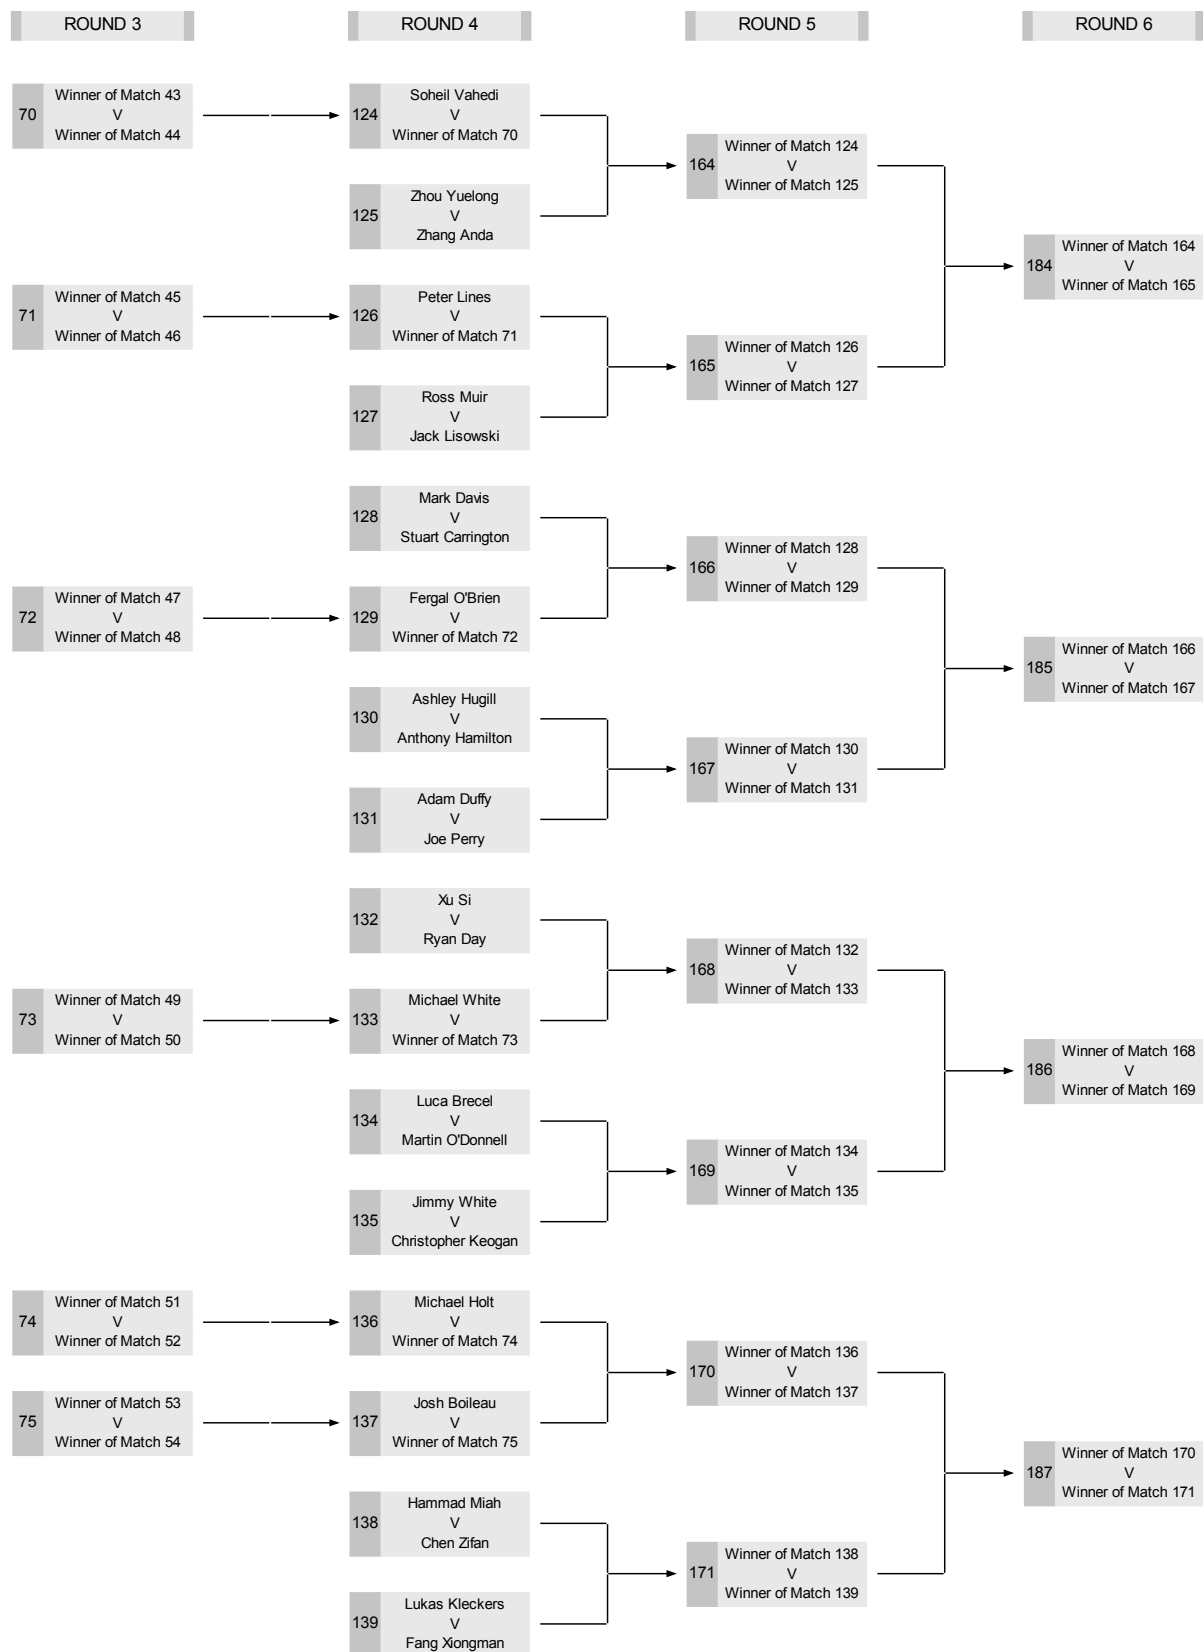 ROUND 3
ROUND 4
ROUND 5
ROUND 6
70
Winner of Match 43
V
Winner of Match 44
71
Winner of Match 45
V
Winner of Match 46
72
Winner of Match 47
V
Winner of Match 48
73
Winner of Match 49
V
Winner of Match 50
74
Winner of Match 51
V
Winner of Match 52
75
Winner of Match 53
V
Winner of Match 54
124
Soheil Vahedi
V
Winner of Match 70
125
Zhou Yuelong
V
Zhang Anda
126
Peter Lines
V
Winner of Match 71
127
Ross Muir
V
Jack Lisowski
128
Mark Davis
V
Stuart Carrington
129
Fergal O'Brien
V
Winner of Match 72
130
Ashley Hugill
V
Anthony Hamilton
131
Adam Duffy
V
Joe Perry
132
Xu Si
V
Ryan Day
133
Michael White
V
Winner of Match 73
134
Luca Brecel
V
Martin O'Donnell
135
Jimmy White
V
Christopher Keogan
136
Michael Holt
V
Winner of Match 74
137
Josh Boileau
V
Winner of Match 75
138
Hammad Miah
V
Chen Zifan
139
Lukas Kleckers
V
Fang Xiongman
164
Winner of Match 124
V
Winner of Match 125
165
Winner of Match 126
V
Winner of Match 127
166
Winner of Match 128
V
Winner of Match 129
167
Winner of Match 130
V
Winner of Match 131
168
Winner of Match 132
V
Winner of Match 133
169
Winner of Match 134
V
Winner of Match 135
170
Winner of Match 136
V
Winner of Match 137
171
Winner of Match 138
V
Winner of Match 139
184
Winner of Match 164
V
Winner of Match 165
185
Winner of Match 166
V
Winner of Match 167
186
Winner of Match 168
V
Winner of Match 169
187
Winner of Match 170
V
Winner of Match 171